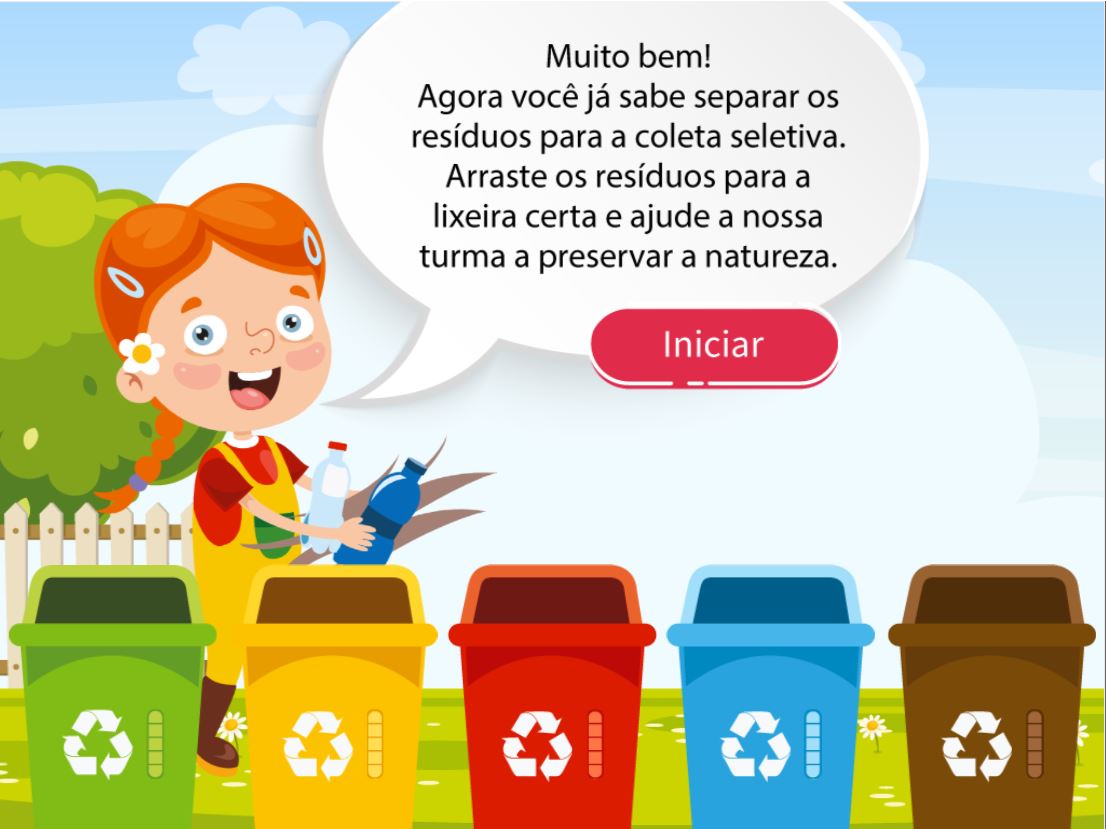 Muito bem!
Agora você já sabe separar os
resíduos para a coleta seletiva.
Arraste os resíduos para a
lixeira certa e ajude a nossa
turma a preservar a natureza.
Iniciar